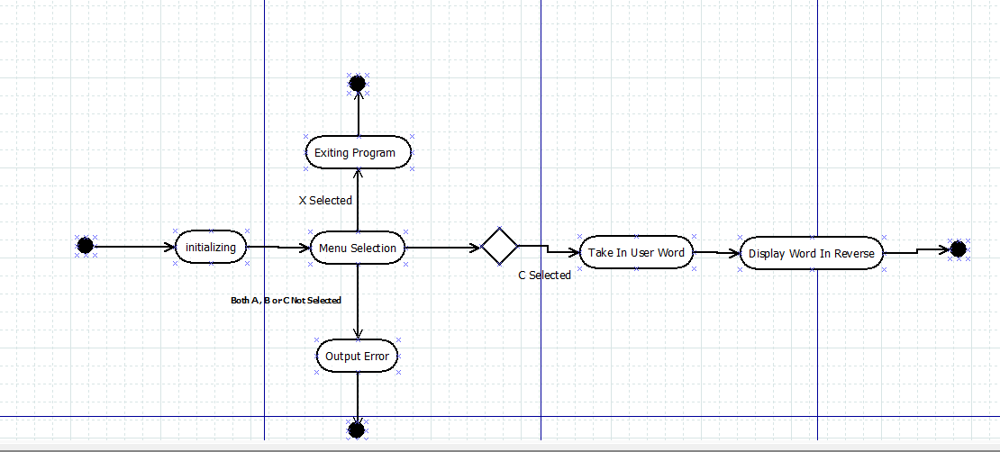 Exiting Program
X Selected
initializing
Menu Selection
Take In User Word
Display Word In Reverse
C Selected
Both A, B or C Not Selected
Output Error